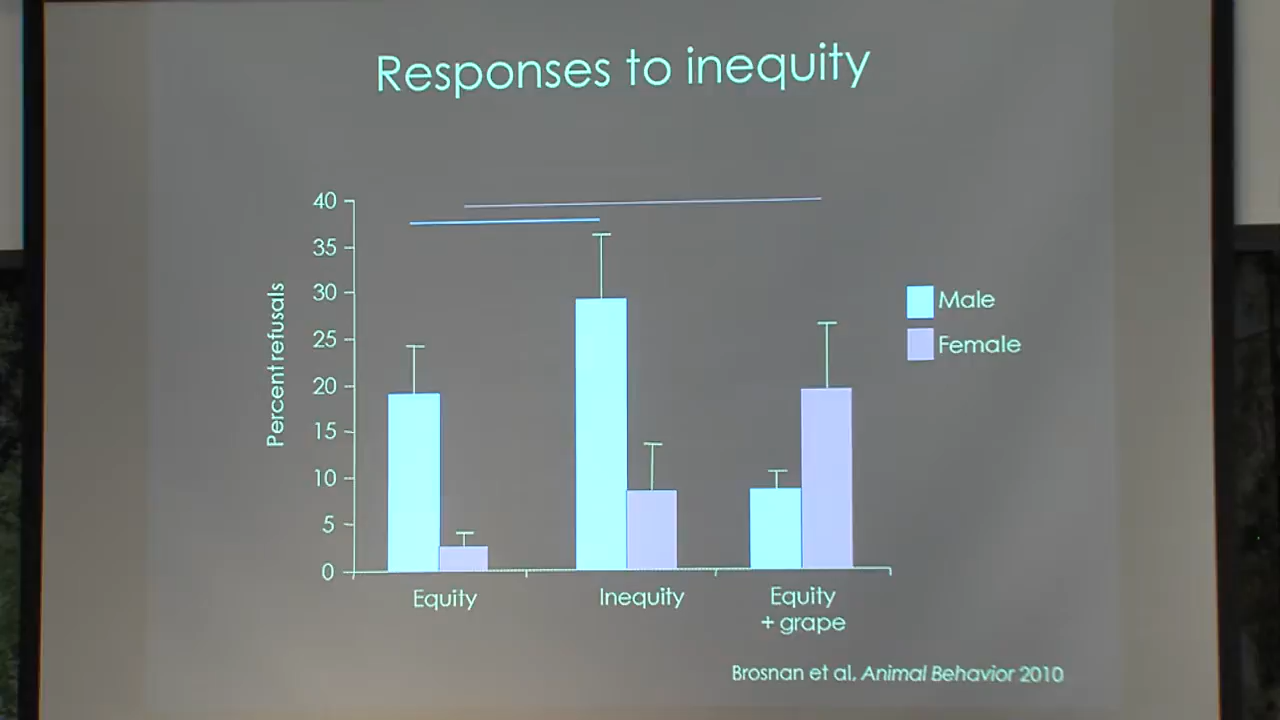 Responses to inequity
40
35
30
25
20
15
10
5
0
Percent refusals
Male
Female
Equity
Inequity
Equity
+ grape
Brosnan et al, Animal Behavior 2010